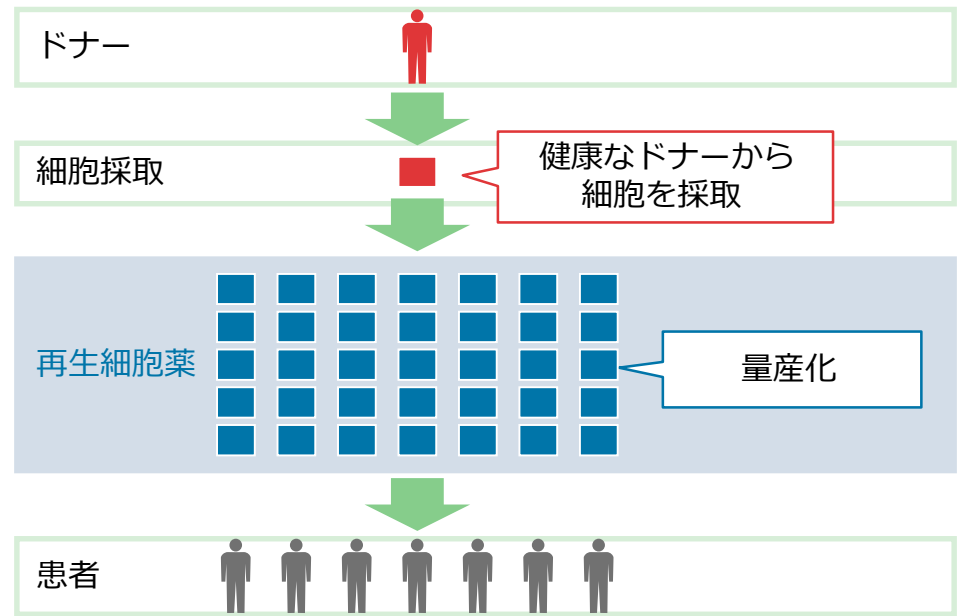 ドナー
細胞採取
健康なドナーから
細胞を採取
再生細胞薬
量産化
患者